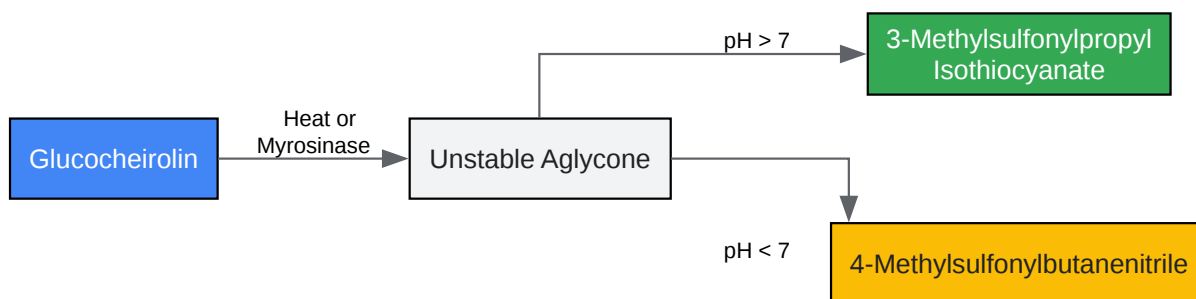 pH > 7
3-Methylsulfonylpropyl
Isothiocyanate
Heat or
Myrosinase
Glucocheirolin
Unstable Aglycone
pH < 7
4-Methylsulfonylbutanenitrile